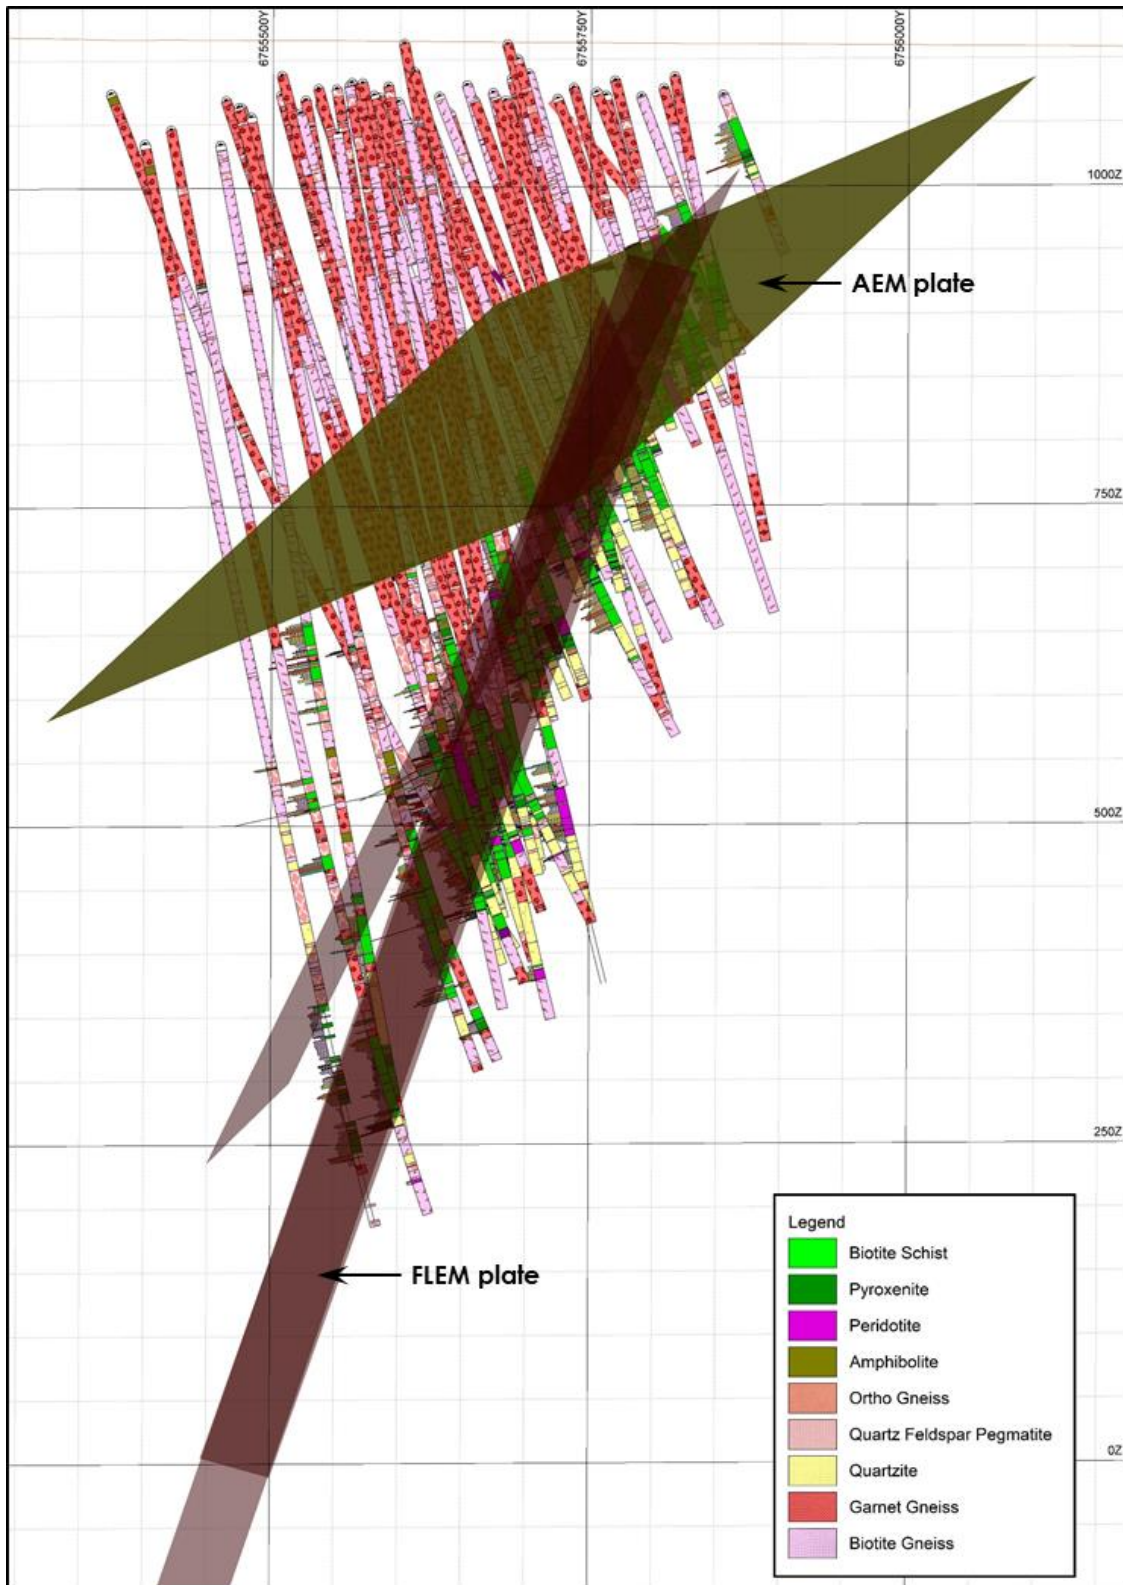 6755500Y
6755750Y
6756000Y
1000Z
AEM plate
750Z
500Z
250Z
FLEM plate
Legend
Biotite Schist
Pyroxenite
Peridotite
Amphibolite
Ortho Gneiss
Quartz Feldspar Pegmatite
Quartzite
Garnet Gneiss
Biotite Gneiss
0Z